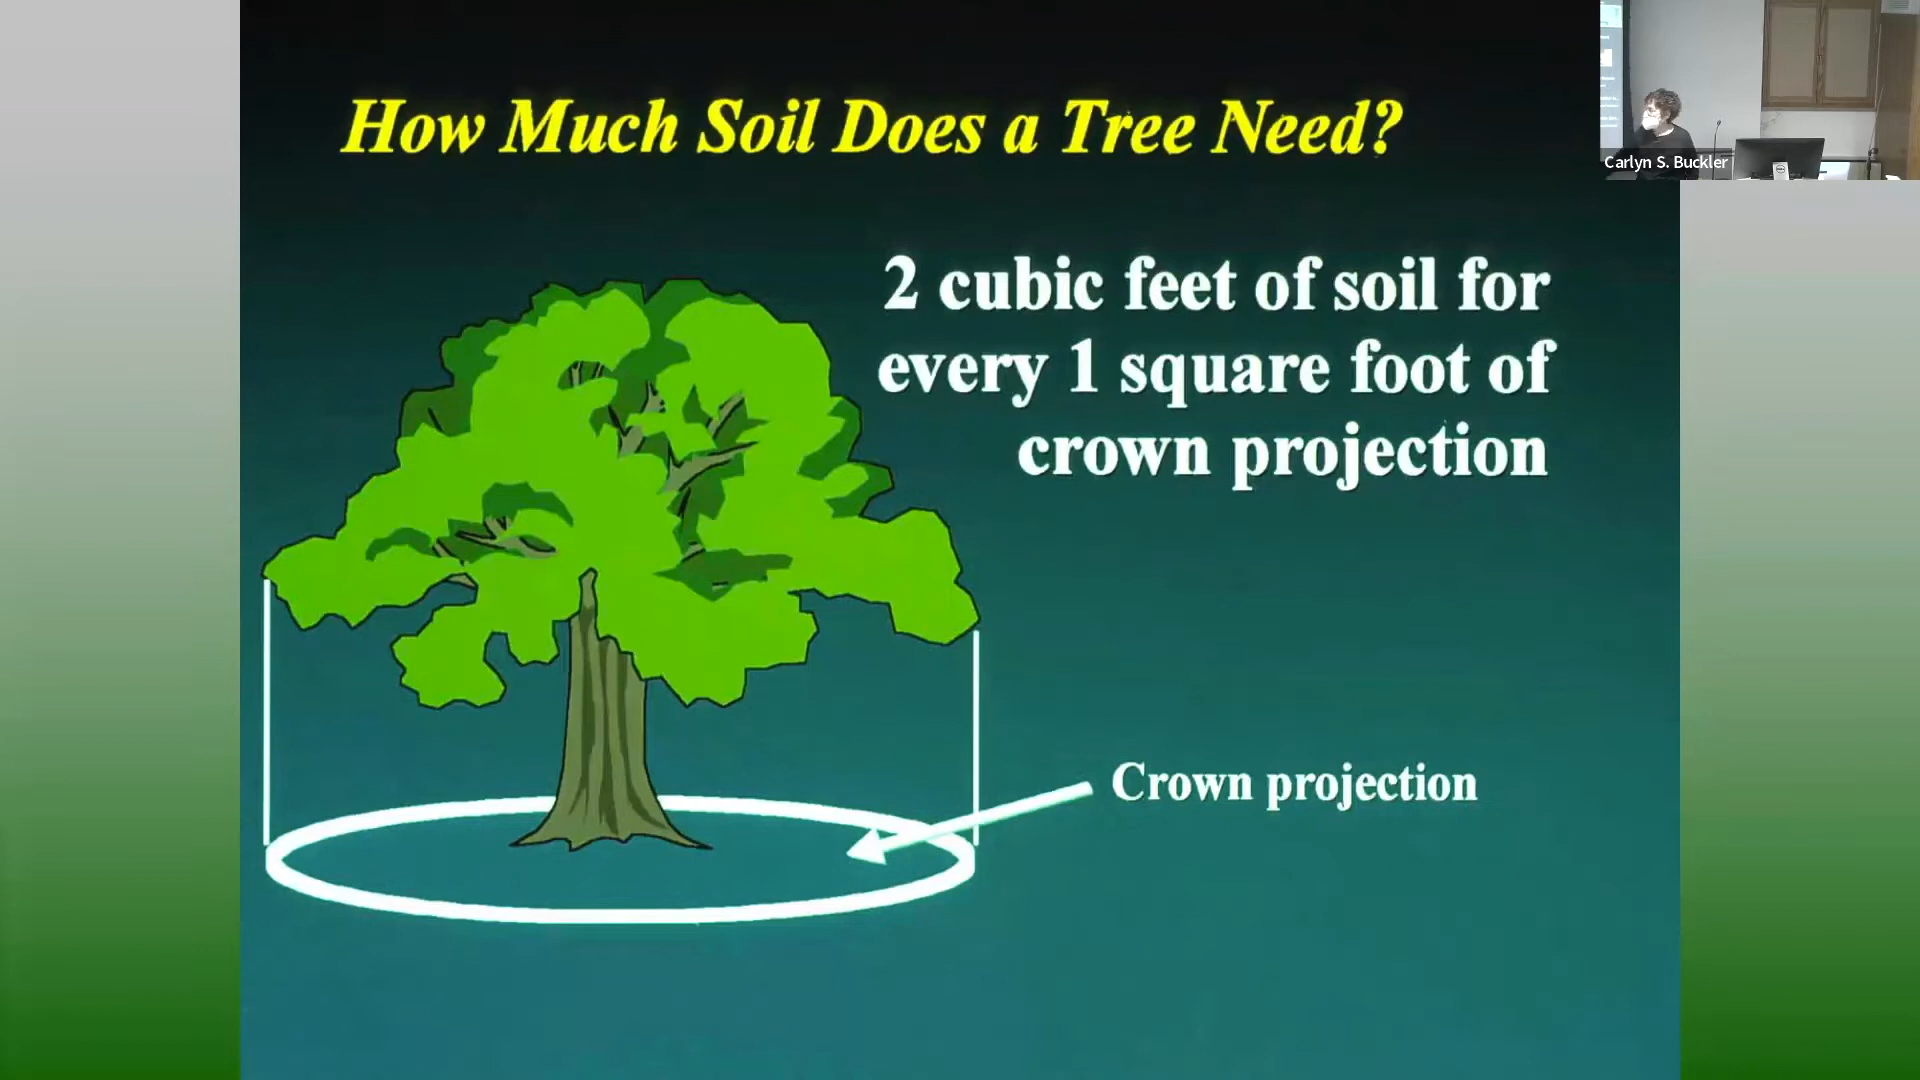 How Much Soil Does a Tree Need?
2 cubic feet of soil for
every 1 square foot of
crown projection
Crown projection
Carlyn S. Buckler